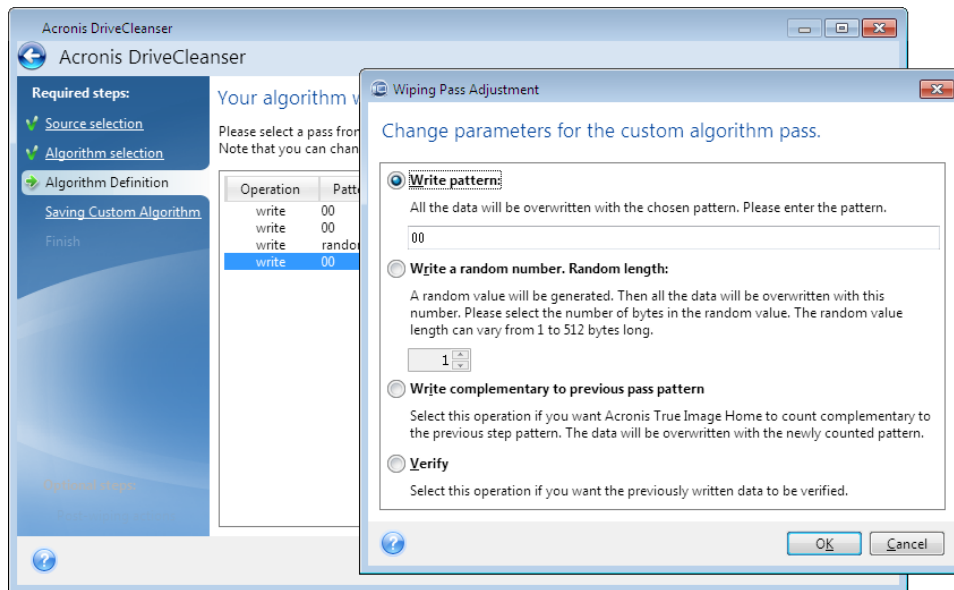 Acronis DriveCleanser
Acronis DriveCleanser
Required steps:
Source selection
Algorithm selection
Algorithm Definition
Saving Custom Algorithm
Finish
Your algorithm
Please select a pass from
Note that you can chan
Operation Patte
write 00
write 00
write random
write 00
Wiping Pass Adjustment
Change parameters for the custom algorithm pass.
Write pattern:
All the data will be overwritten with the chosen pattern. Please enter the pattern.
00
Write a random number. Random length:
A random value will be generated. Then all the data will be overwritten with this
number. Please select the number of bytes in the random value. The random value
length can vary from 1 to 512 bytes long.
1
Write complementary to previous pass pattern
Select this operation if you want Acronis True Image Home to count complementary to
the previous step pattern. The data will be overwritten with the newly counted pattern.
Verify
Select this operation if you want the previously written data to be verified.
OK
Cancel